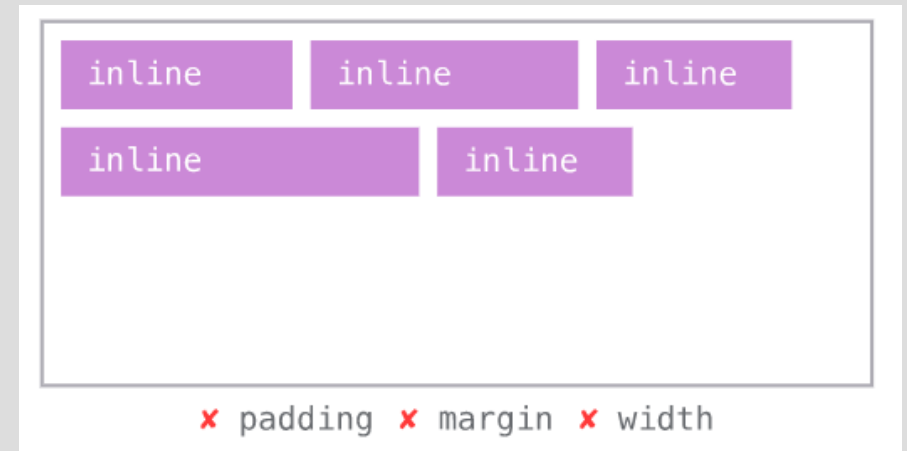 inline inline inline
inline inline
✘ padding ✘ margin ✘ width